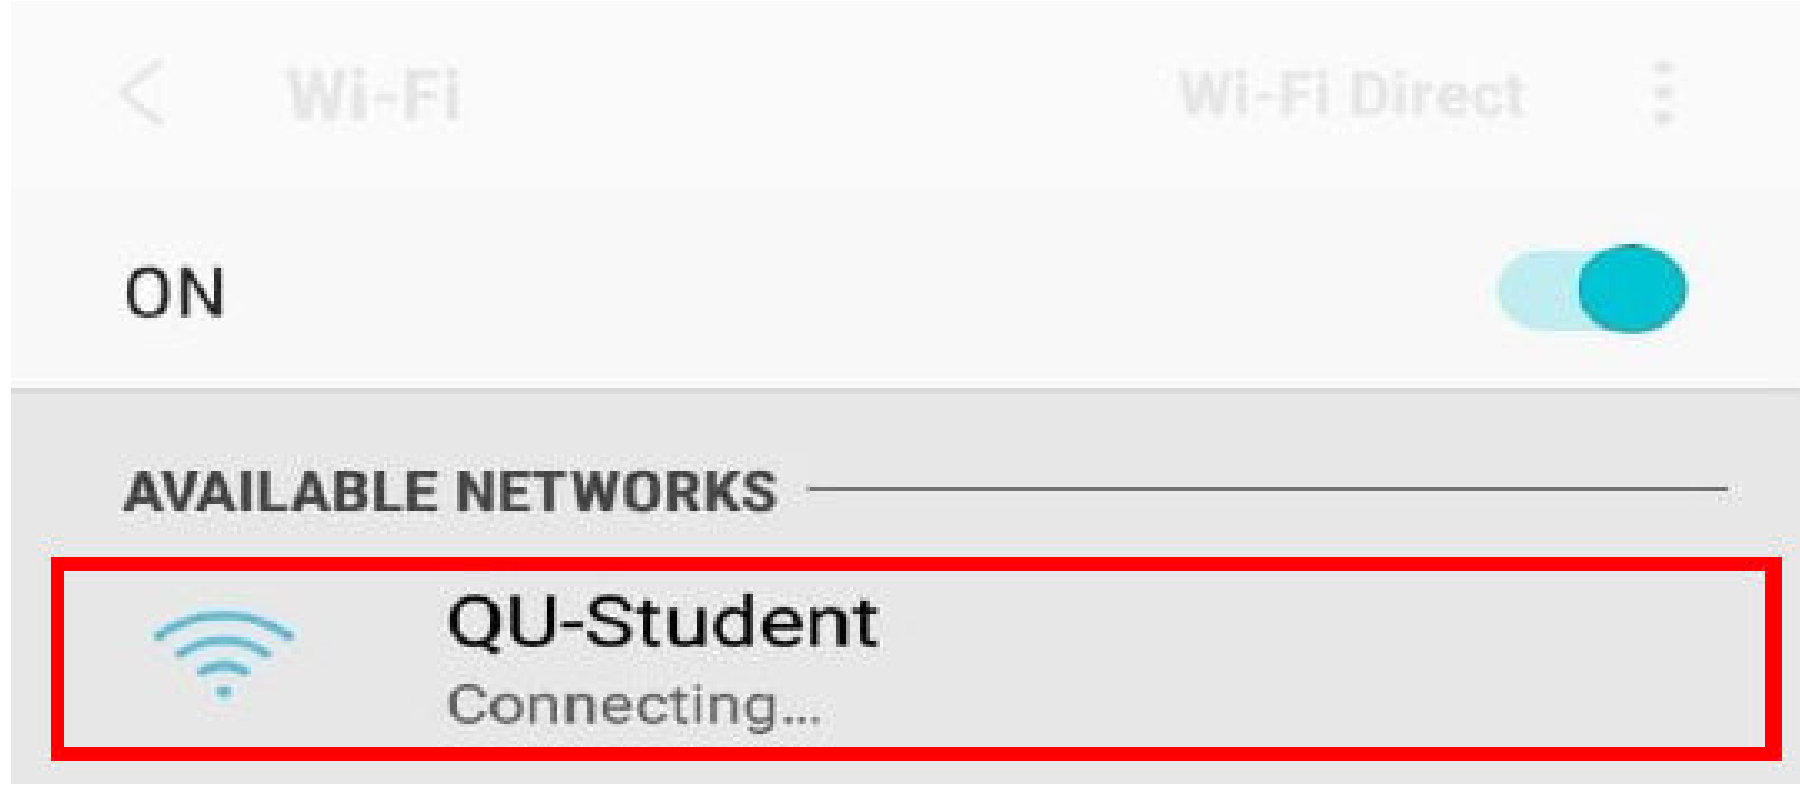 Wi-Fi Wi-Fi Direct
ON
AVAILABLE NETWORKS
QU-Student
Connecting...